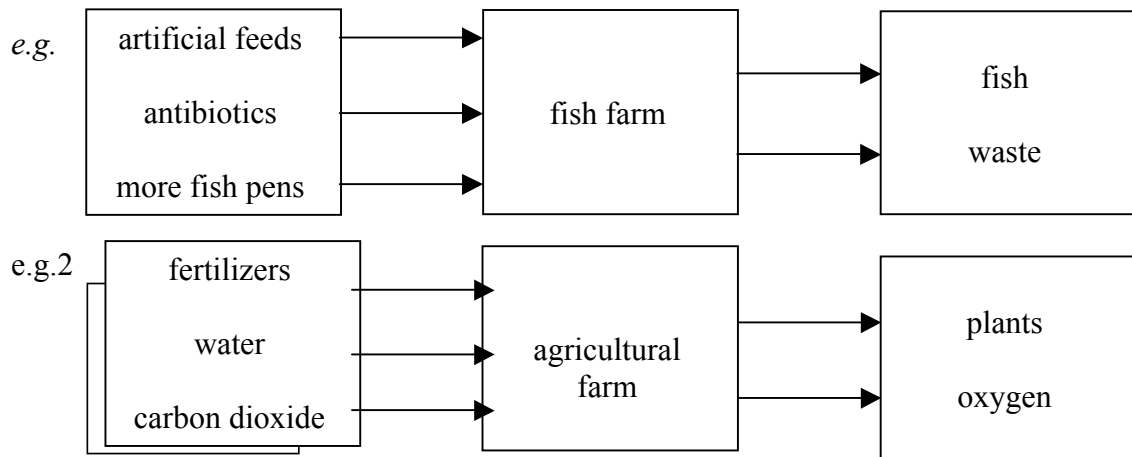 e.g.
artificial feeds
antibiotics
more fish pens
fish farm
fish
waste
e.g.2
fertilizers
water
carbon dioxide
agricultural
farm
plants
oxygen